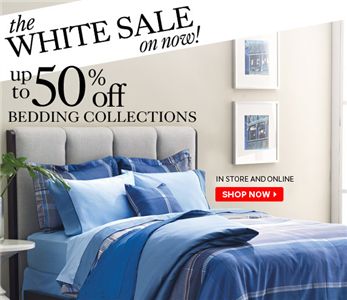 the
WHITE SALE
on now!
up to 50% off
BEDDING COLLECTIONS
IN STORE AND ONLINE
SHOP NOW